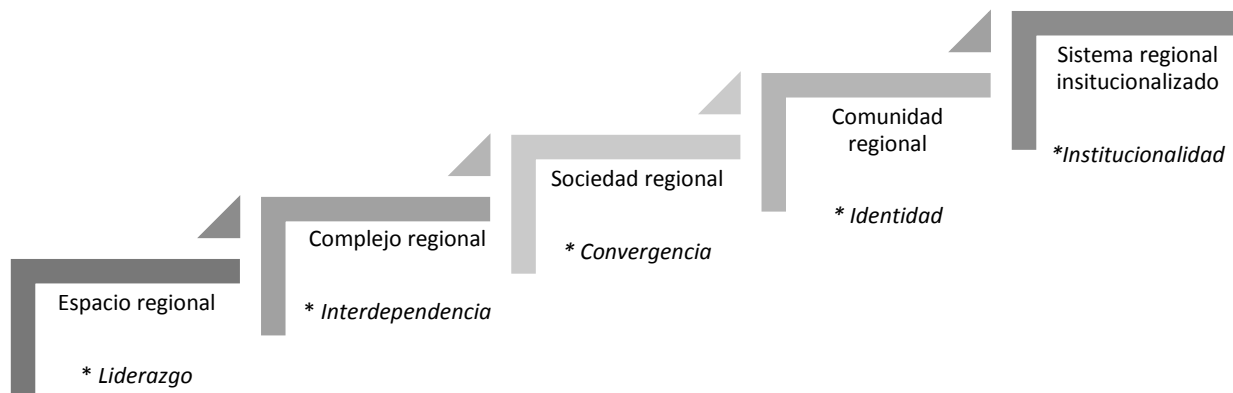 Espacio regional
* Liderazgo
Complejo regional
* Interdependencia
Sociedad regional
* Convergencia
Comunidad
regional
* Identidad
Sistema regional
insitucionalizado
*Institucionalidad